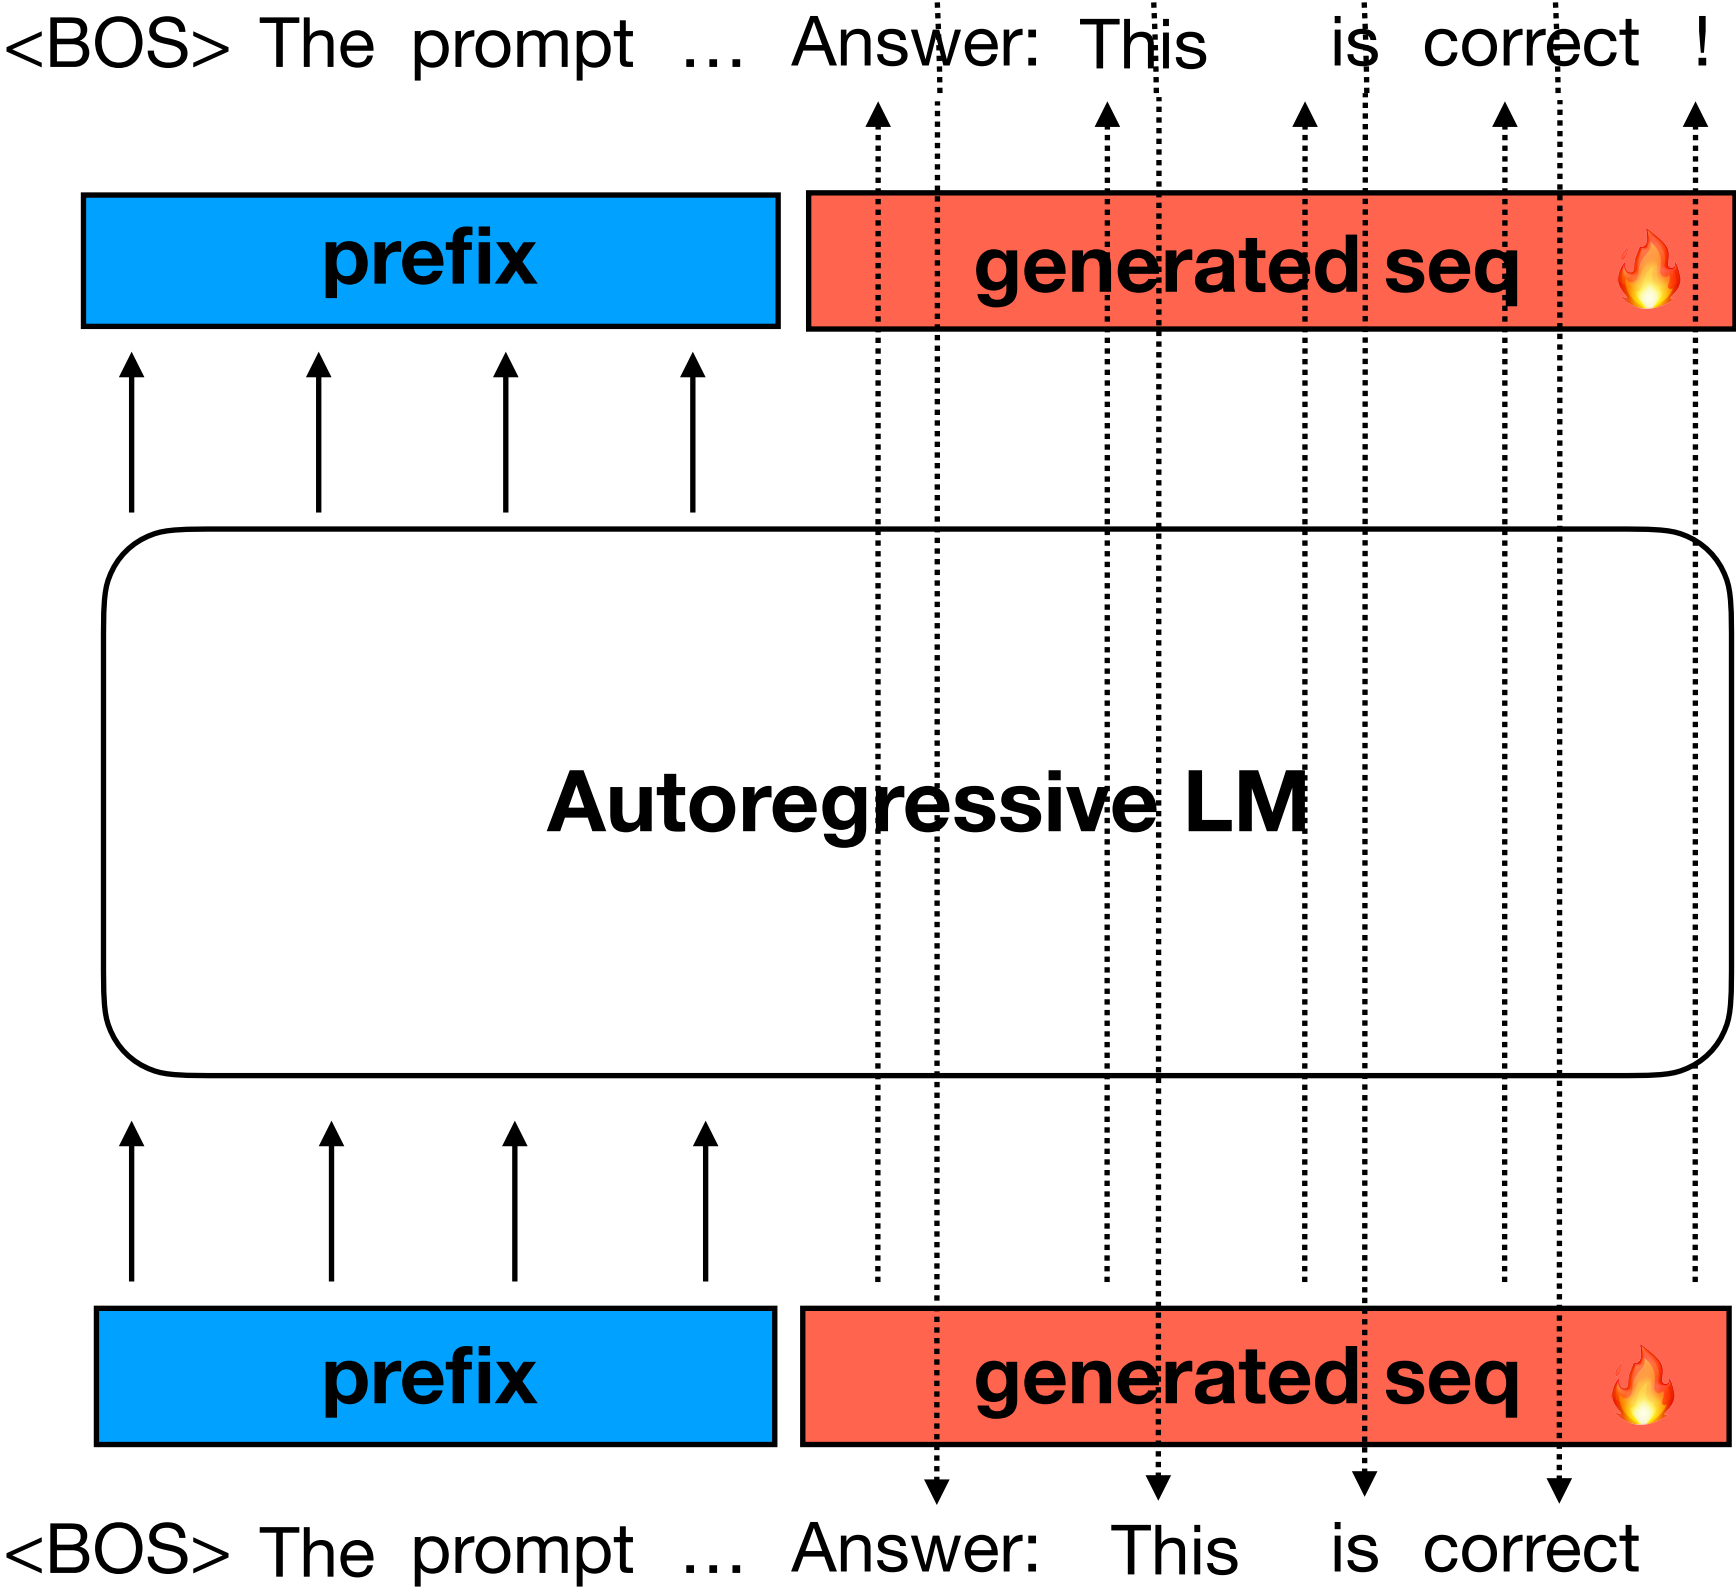 <BOS> The prompt ... Answer: This is correct !
prefix generated seq
Autoregressive LM
prefix generated seq
<BOS> The prompt ... Answer: This is correct